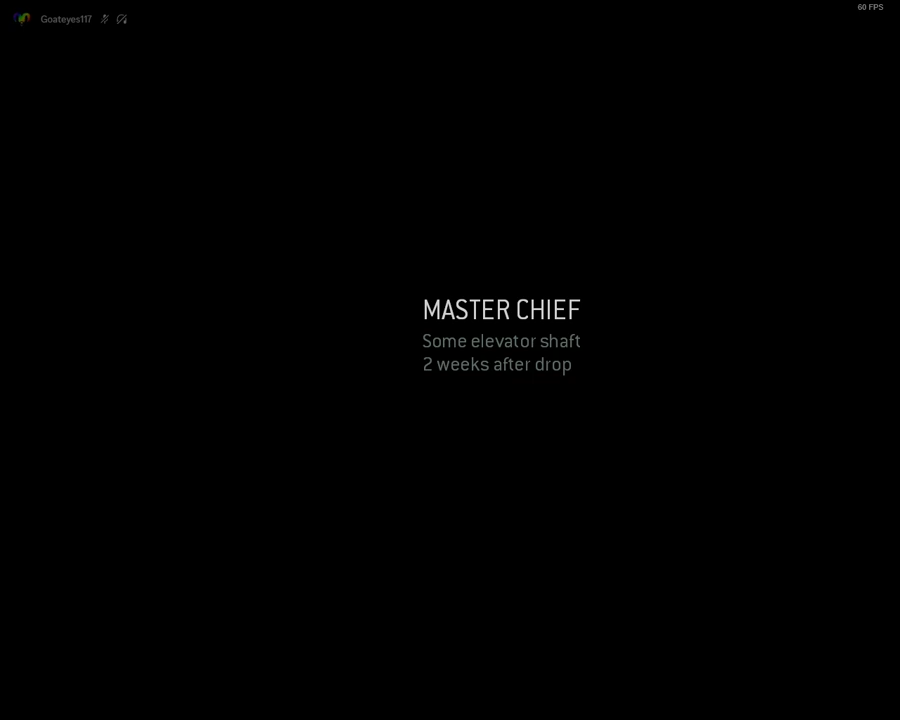 Goateyes117
60 FPS
MASTER CHIEF
Some elevator shaft
2 weeks after drop